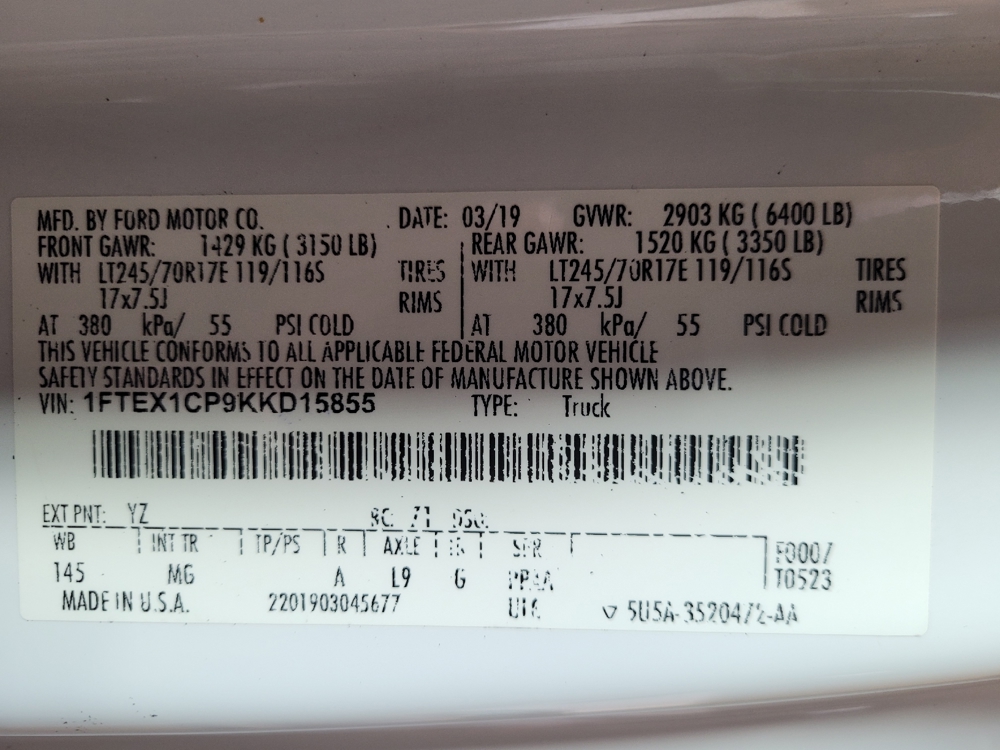 MFD. BY FORD MOTOR CO. DATE: 03/19 GVWR: 2903 KG ( 6400 LB)
FRONT GAWR: 1429 KG ( 3150 LB) REAR GAWR: 1520 KG ( 3350 LB)
WITH LT245/70R17E 119/116S TIRES WITH LT245/70R17E 119/116S TIRES
17x7.5J RIMS 17x7.5J RIMS
AT 380 kPa/ 55 PSI COLD AT 380 kPa/ 55 PSI COLD
THIS VEHICLE CONFORMS TO ALL APPLICABLE FEDERAL MOTOR VEHICLE
SAFETY STANDARDS IN EFFECT ON THE DATE OF MANUFACTURE SHOWN ABOVE.
VIN: 1FTEX1CP9KKD15855 TYPE: Truck
EXT PNT: YZ
WB INT TR TP/PS R AXLE TR SPR F0007
145 MG A L9 G T0523
MADE IN U.S.A. 2201903045677 5U5A-3520472-AA